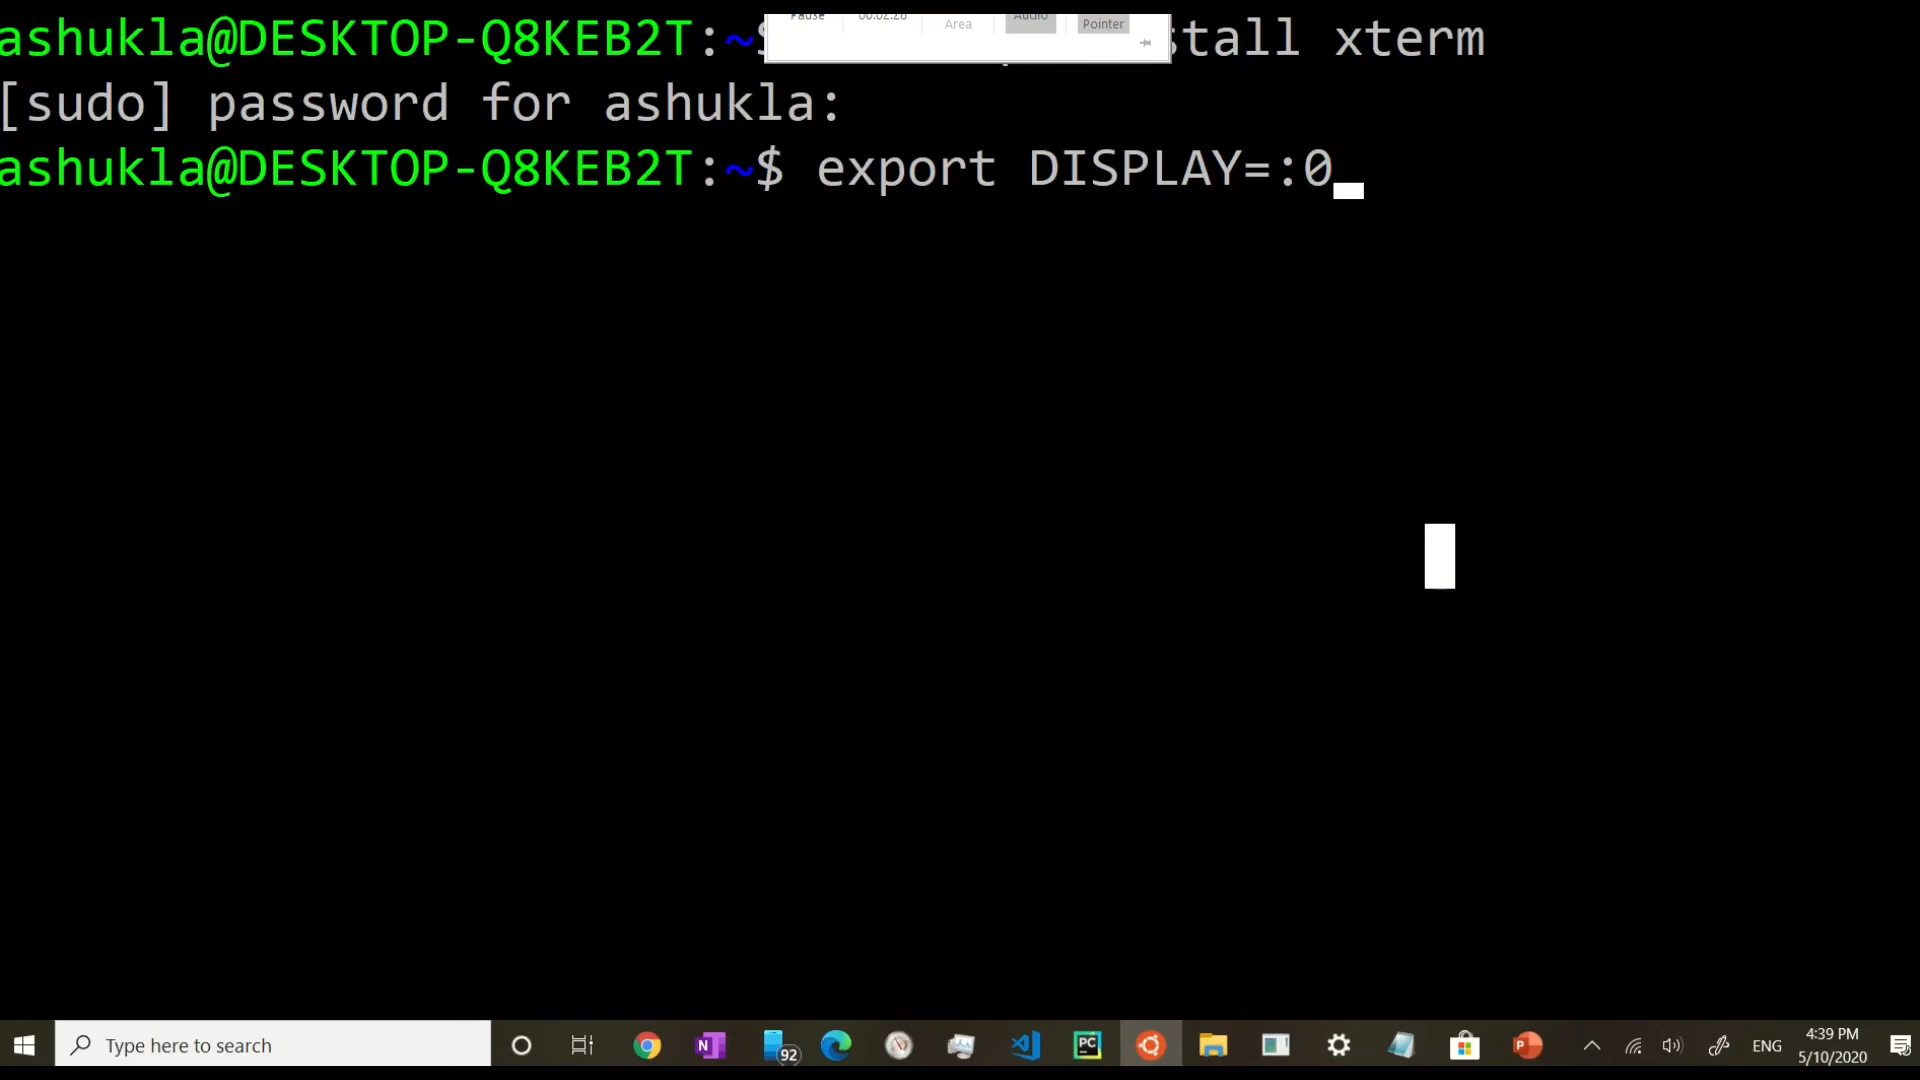 ashukla@DESKTOP-Q8KEB2T:~$ stall xterm
Pause 00:02:28 Area Audio Pointer
[sudo] password for ashukla:
ashukla@DESKTOP-Q8KEB2T:~$ export DISPLAY=:0
Type here to search
92
ENG
4:39 PM
5/10/2020